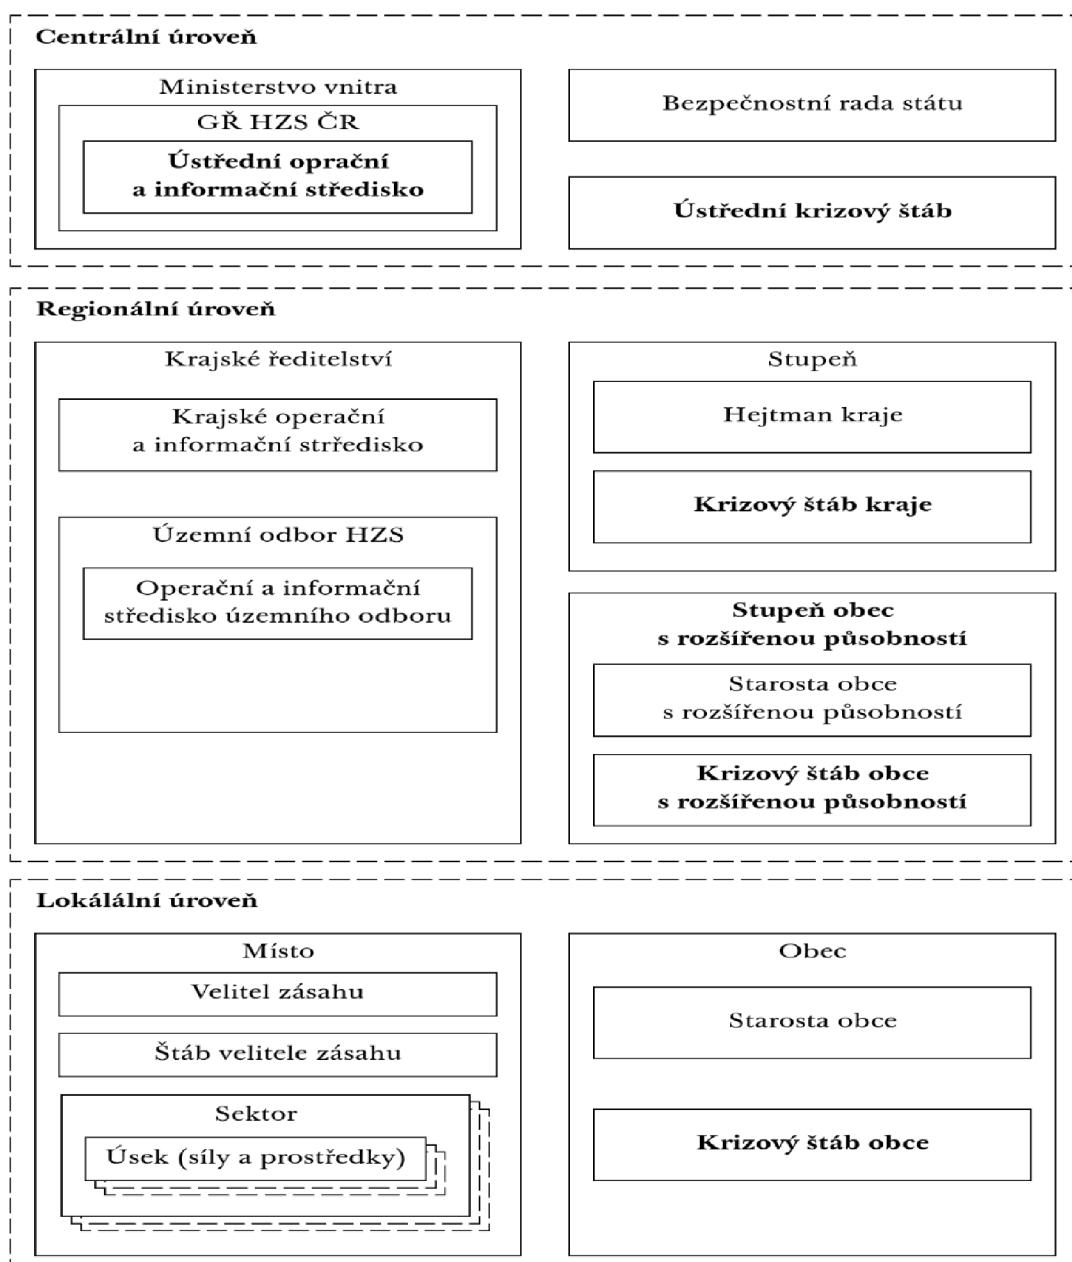 Centrální úroveň
Ministerstvo vnitra
GŘ HZS ČR
Ústřední oprační
a informační středisko
Bezpečnostní rada státu
Ústřední krizový štáb
Regionální úroveň
Krajské ředitelství
Krajské operační
a informační strředisko
Územní odbor HZS
Operační a informační
středisko územního odboru
Stupeň
Hejtman kraje
Krizový štáb kraje
Stupeň obec
s rozšířenou působností
Starosta obce
s rozšířenou působností
Krizový štáb obce
s rozšířenou působností
Lokálální úroveň
Místo
Velitel zásahu
Štáb velitele zásahu
Sektor
Úsek (síly a prostředky)
Obec
Starosta obce
Krizový štáb obce